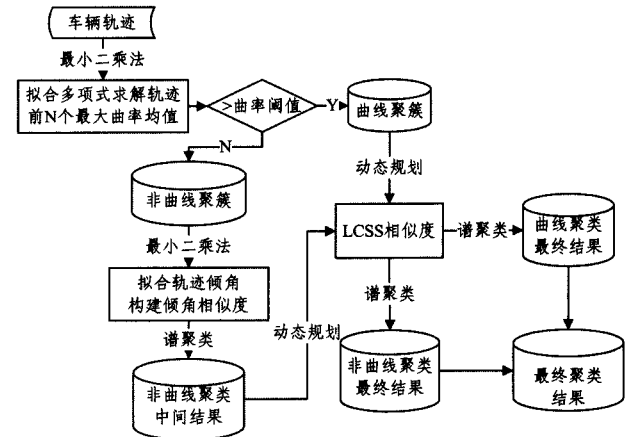 车辆轨迹
最小二乘法
拟合多项式求解轨迹
前N个最大曲率均值
>曲率阈值
Y
曲线聚簇
N
动态规划
非曲线聚簇
最小二乘法
LCSS相似度
谱聚类
曲线聚类
最终结果
拟合轨迹倾角
构建倾角相似度
谱聚类
谱聚类
动态规划
非曲线聚类
中间结果
非曲线聚类
最终结果
最终聚类
结果